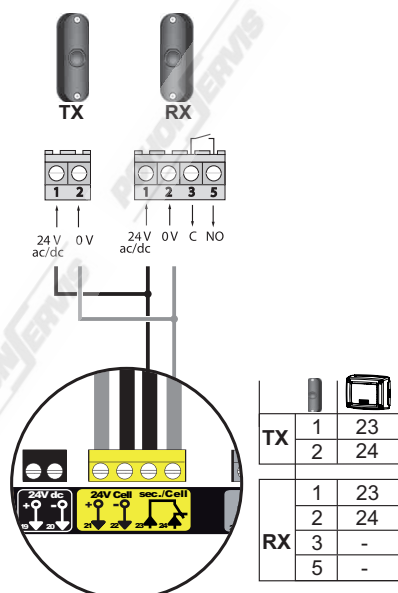 TX RX
1 2 1 2 3 5
24 V ac/dc 0 V 24 V ac/dc 0 V C NO
24V dc 24V Cell sec./Cell
+ - + -
19 20 21 22 23 24
TX 1 23
2 24
RX 1 23
2 24
3 -
5 -
POHON SERVIS